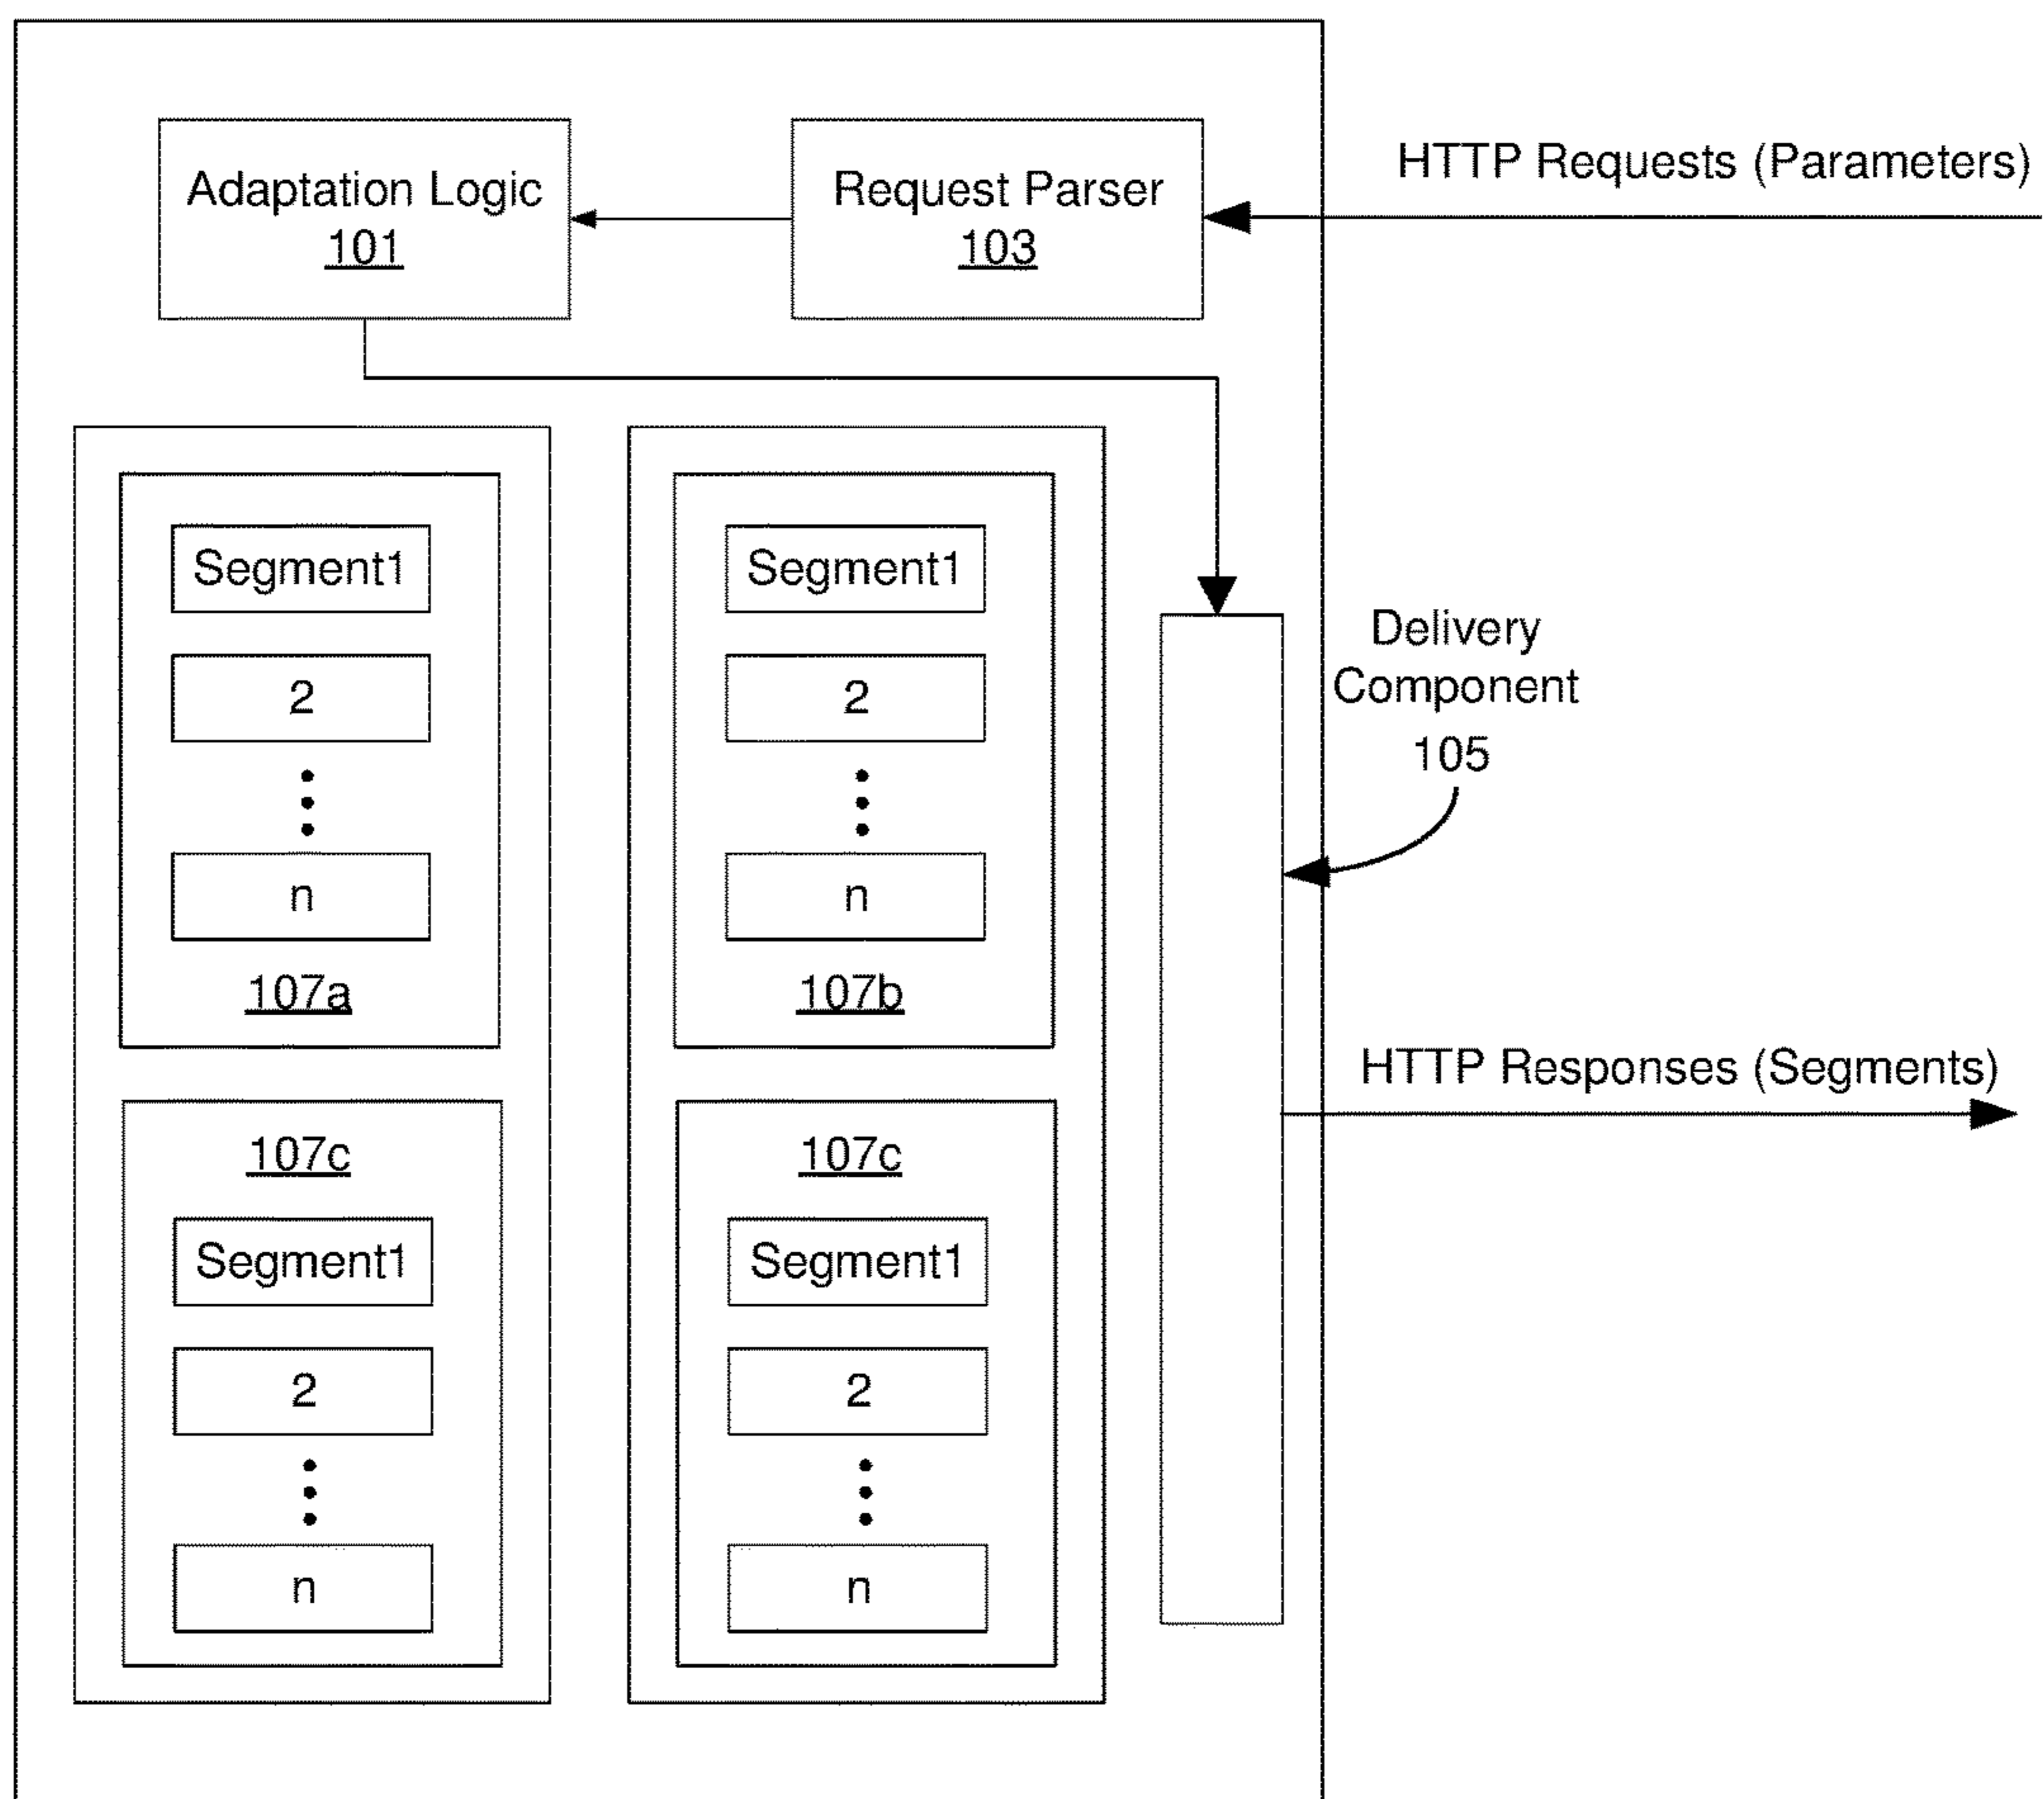 Adaptation Logic
101
Request Parser
103
HTTP Requests (Parameters)
Segment1
2
n
107a
Segment1
2
n
107b
Delivery
Component
105
HTTP Responses (Segments)
107c
Segment1
2
n
107c
Segment1
2
n